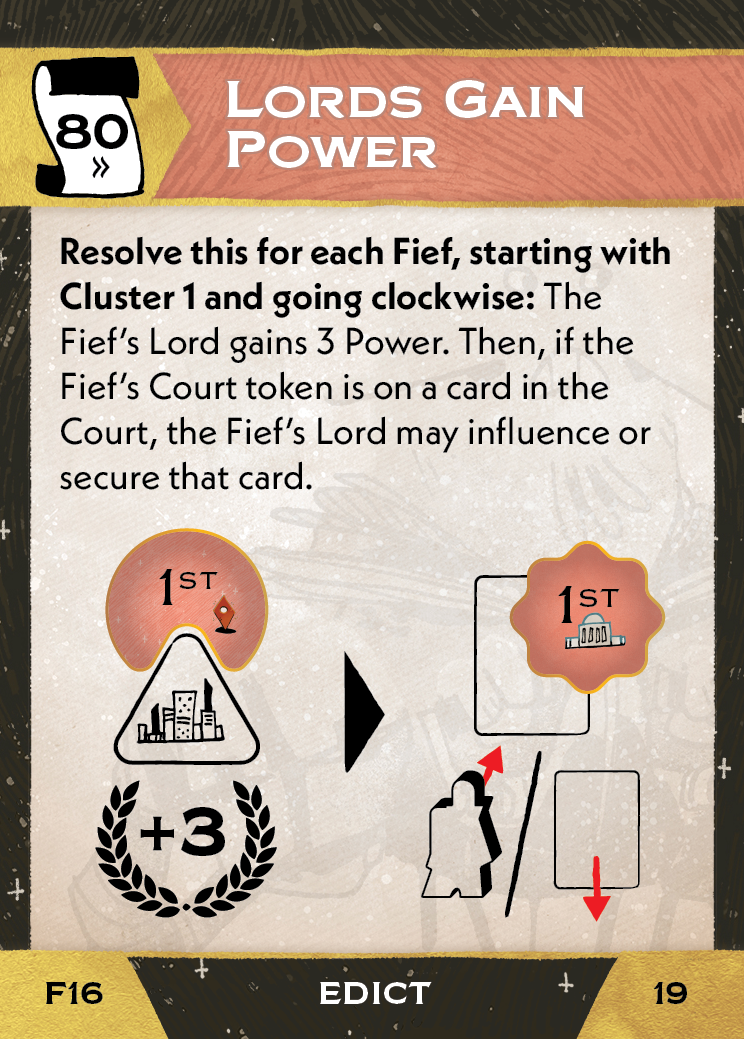 80
»
LORDS GAIN
POWER
Resolve this for each Fief, starting with
Cluster 1 and going clockwise: The
Fief's Lord gains 3 Power. Then, if the
Fief's Court token is on a card in the
Court, the Fief's Lord may influence or
secure that card.
1ST
1ST
+3
F16
EDICT
19